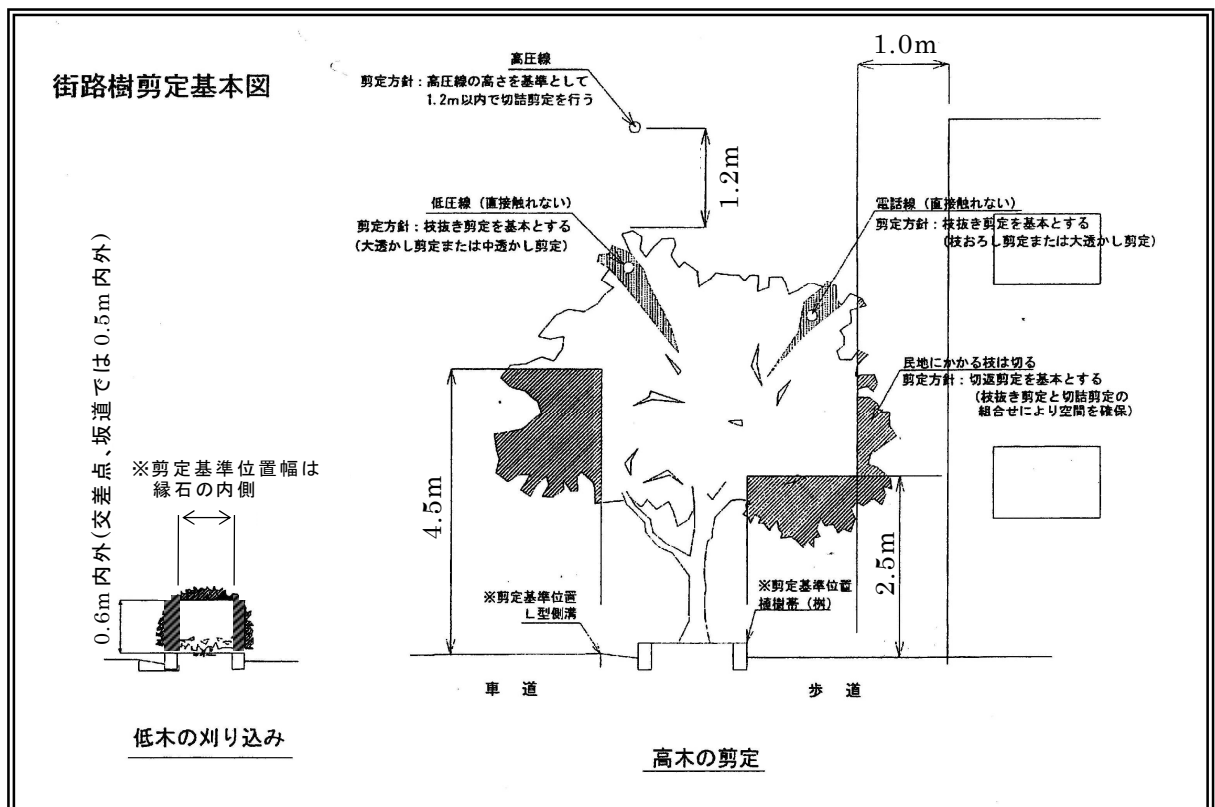 街路樹剪定基本図
高圧線
剪定方針：高圧線の高さを基準として
1.2m以内で切詰剪定を行う
1.0m
1.2m
低圧線（直接触れない）
剪定方針：枝抜き剪定を基本とする
（大透かし剪定または中透かし剪定）
電話線（直接触れない）
剪定方針：枝抜き剪定を基本とする
（枝おろし剪定または大透かし剪定）
民地にかかる枝は切る
剪定方針：切返剪定を基本とする
（枝抜き剪定と切詰剪定の
組合せにより空間を確保）
0.6m内外（交差点、坂道では0.5m内外）
※剪定基準位置幅は
縁石の内側
4.5m
2.5m
※剪定基準位置
L型側溝
※剪定基準位置
植樹帯（桝）
車 道
歩 道
低木の刈り込み
高木の剪定